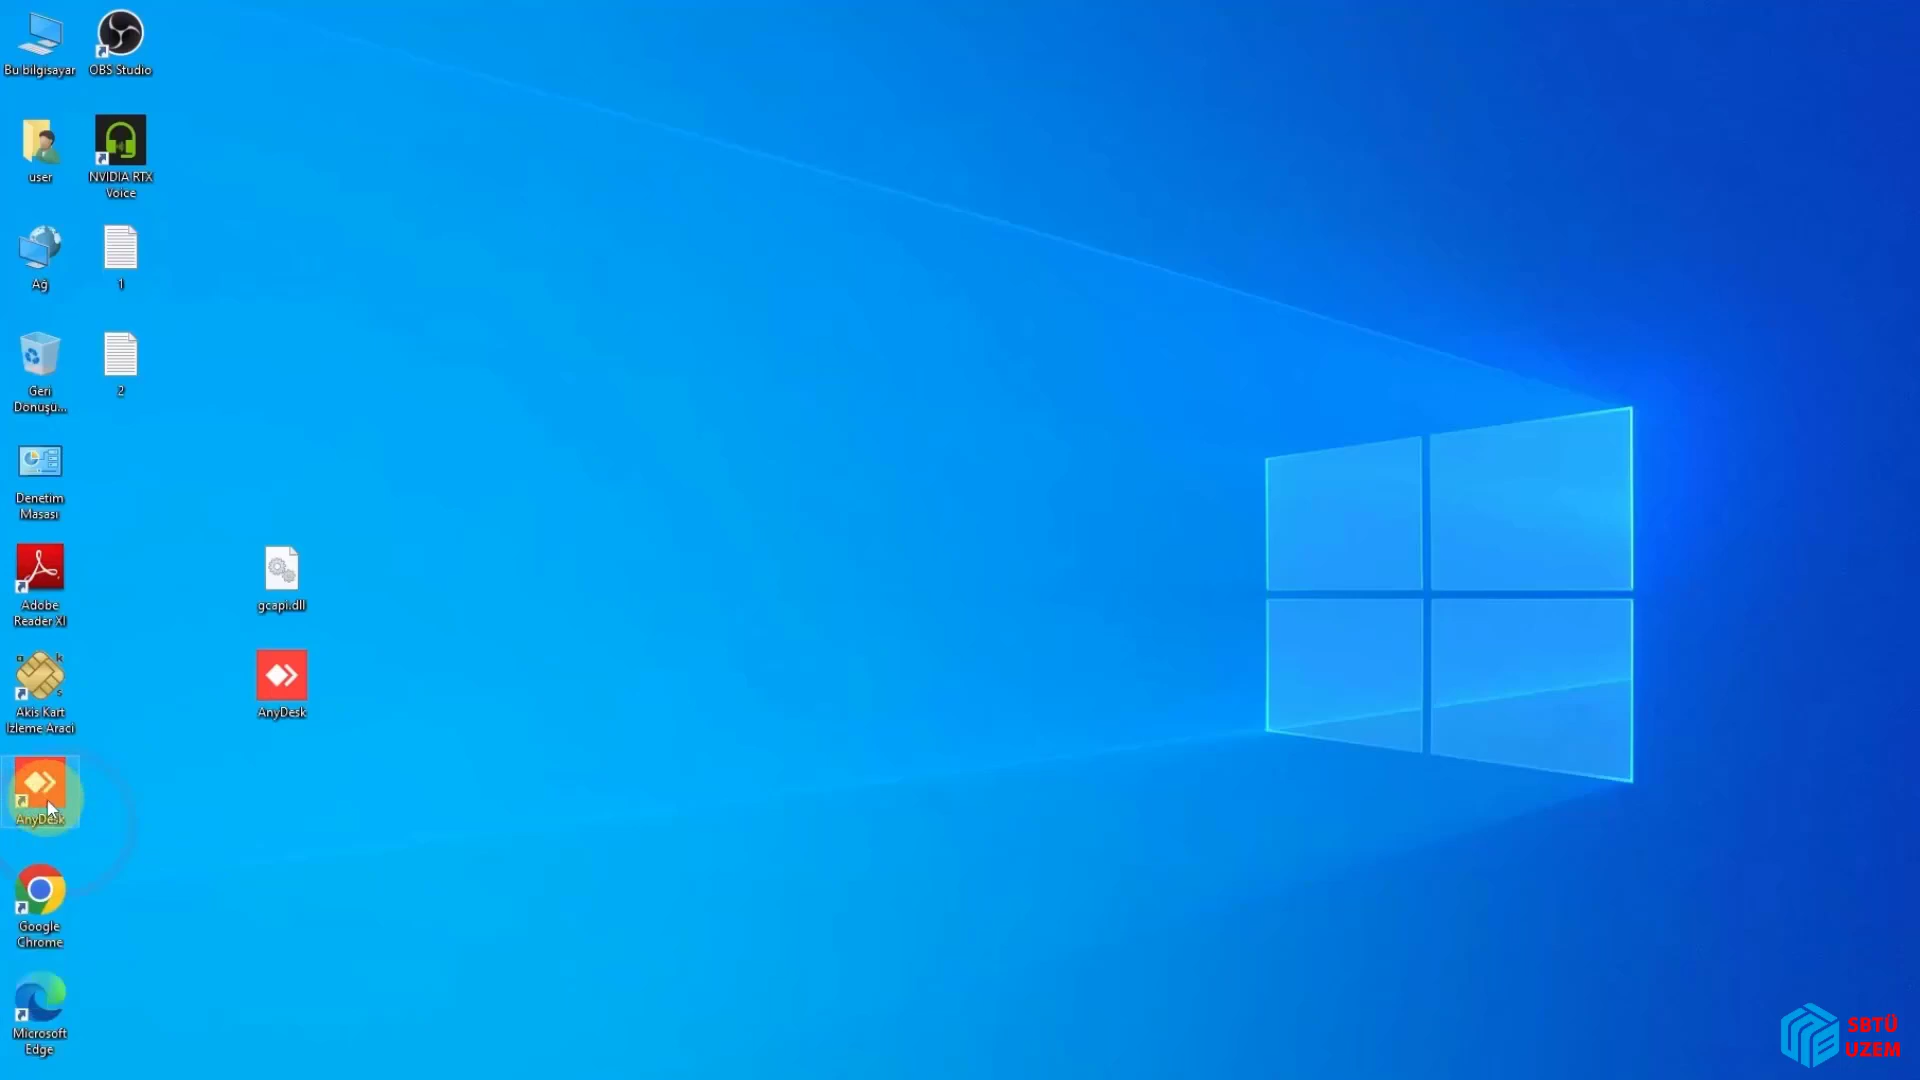 Bu bilgisayar
OBS Studio
user
NVIDIA RTX
Voice
Ağ
1
Geri
Dönüşü...
2
Denetim
Masası
Adobe
Reader XI
gcapi.dll
a k
s
Akis Kart
İzleme Araci
AnyDesk
AnyDesk
Google
Chrome
Microsoft
Edge
SBTÜ
UZEM